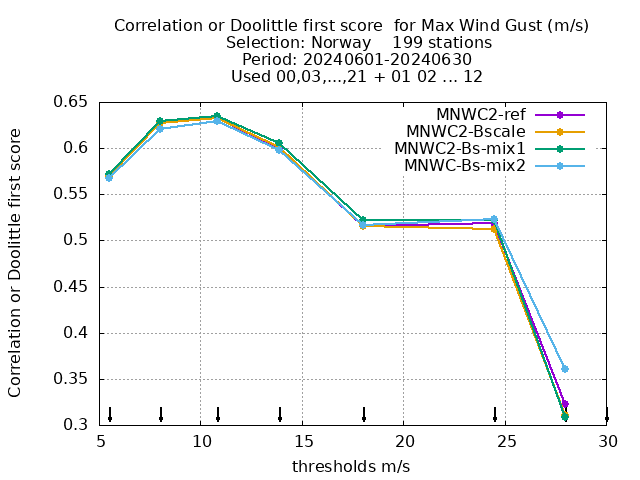 Correlation or Doolittle first score  for Max Wind Gust (m/s)
Selection: Norway    199 stations
Period: 20240601-20240630
Used 00,03,...,21 + 01 02 ... 12
Correlation or Doolittle first score
0.65
0.6
0.55
0.5
0.45
0.4
0.35
0.3
MNWC2-ref
MNWC2-Bscale
MNWC2-Bs-mix1
MNWC-Bs-mix2
5
10
15
20
25
30
thresholds m/s